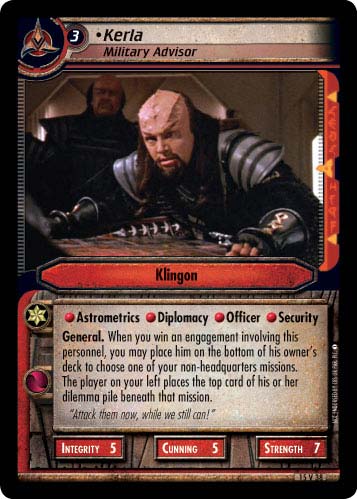 3
•Kerla
Military Advisor
Klingon
Astrometrics Diplomacy Officer Security
General. When you win an engagement involving this
personnel, you may place him on the bottom of his owner's
deck to choose one of your non-headquarters missions.
The player on your left places the top card of his or her
dilemma pile beneath that mission.
"Attack them now, while we still can!"
INTEGRITY 5 CUNNING 5 STRENGTH 7
15 V 38